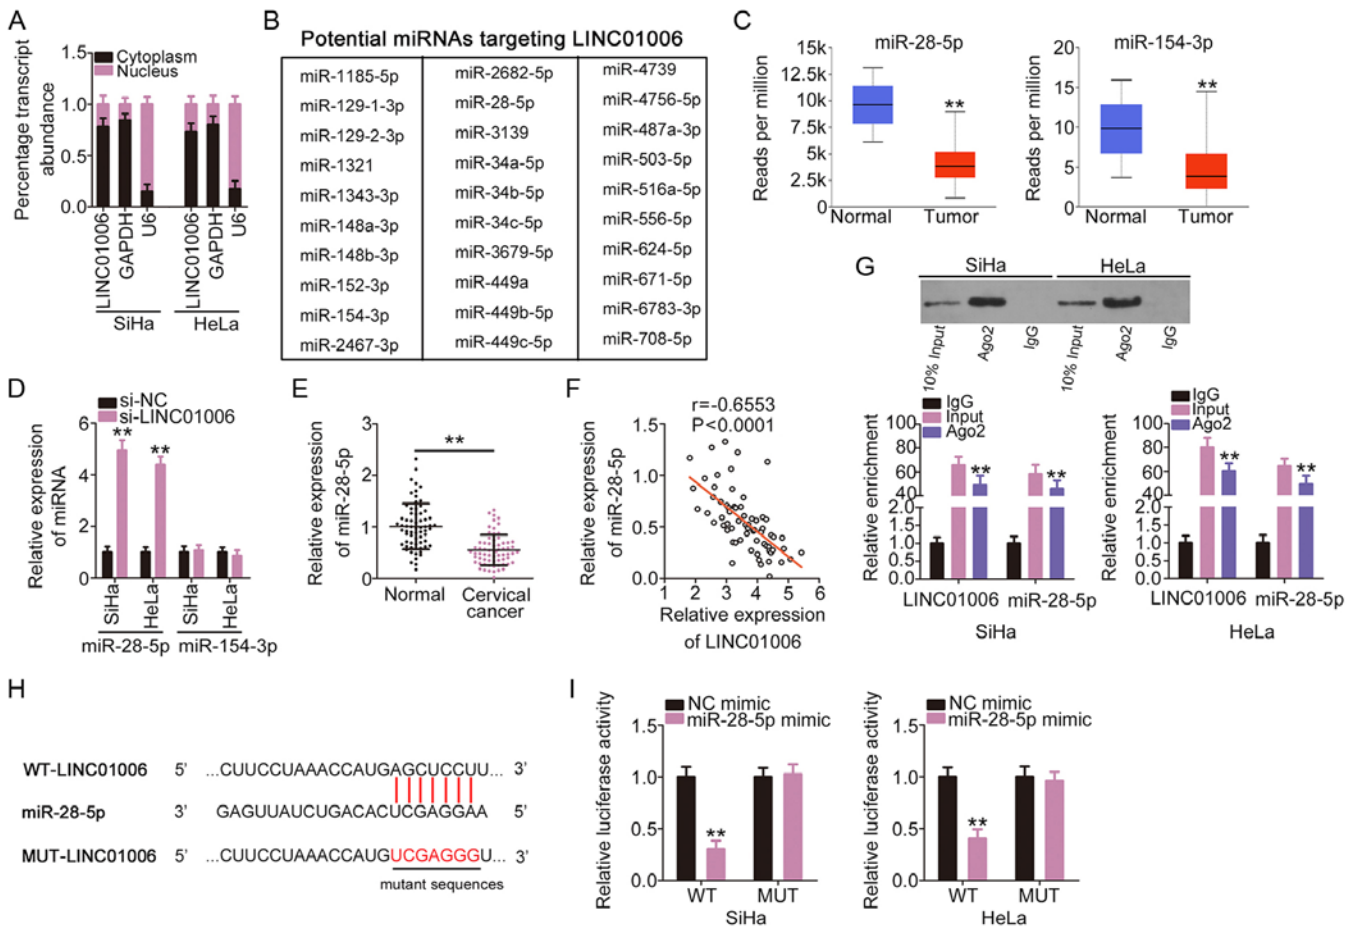 A
Percentage transcript
abundance
1.5
1.0
0.5
0.0
Cytoplasm
Nucleus
LINC01006
GAPDH
U6
LINC01006
GAPDH
U6
SiHa
HeLa
B
Potential miRNAs targeting LINC01006
miR-1185-5p
miR-129-1-3p
miR-129-2-3p
miR-1321
miR-1343-3p
miR-148a-3p
miR-148b-3p
miR-152-3p
miR-154-3p
miR-2467-3p
miR-2682-5p
miR-28-5p
miR-3139
miR-34a-5p
miR-34b-5p
miR-34c-5p
miR-3679-5p
miR-449a
miR-449b-5p
miR-449c-5p
miR-4739
miR-4756-5p
miR-487a-3p
miR-503-5p
miR-516a-5p
miR-556-5p
miR-624-5p
miR-671-5p
miR-6783-3p
miR-708-5p
C
miR-28-5p
Reads per million
15k
12.5k
10k
7.5k
5k
2.5k
0
**
Normal
Tumor
miR-154-3p
Reads per million
20
15
10
5
0
**
Normal
Tumor
D
Relative expression
of miRNA
6
4
2
0
si-NC
si-LINC01006
**
**
SiHa
HeLa
SiHa
HeLa
miR-28-5p
miR-154-3p
E
Relative expression
of miR-28-5p
3
2
1
0
**
Normal
Cervical
cancer
F
Relative expression
of miR-28-5p
1.5
1.0
0.5
0.0
r=-0.6553
P<0.0001
1 2 3 4 5 6
Relative expression
of LINC01006
G
SiHa
HeLa
10% Input
Ago2
IgG
10% Input
Ago2
IgG
Relative enrichment
100
80
60
40
2.0
1.5
1.0
0.5
0.0
IgG
Input
Ago2
**
**
LINC01006 miR-28-5p
SiHa
Relative enrichment
100
80
60
40
2.0
1.5
1.0
0.5
0.0
IgG
Input
Ago2
**
**
LINC01006 miR-28-5p
HeLa
H
WT-LINC01006 5’ ...CUUCCUAAACCAUGAGCUCCUU... 3’
miR-28-5p 3’ GAGUUAUCUGACACUCGAGGAA 5’
MUT-LINC01006 5’ ...CUUCCUAAACCAUGUCGAGGGU... 3’
mutant sequences
I
Relative luciferase activity
1.5
1.0
0.5
0.0
NC mimic
miR-28-5p mimic
**
WT
MUT
SiHa
Relative luciferase activity
1.5
1.0
0.5
0.0
NC mimic
miR-28-5p mimic
**
WT
MUT
HeLa